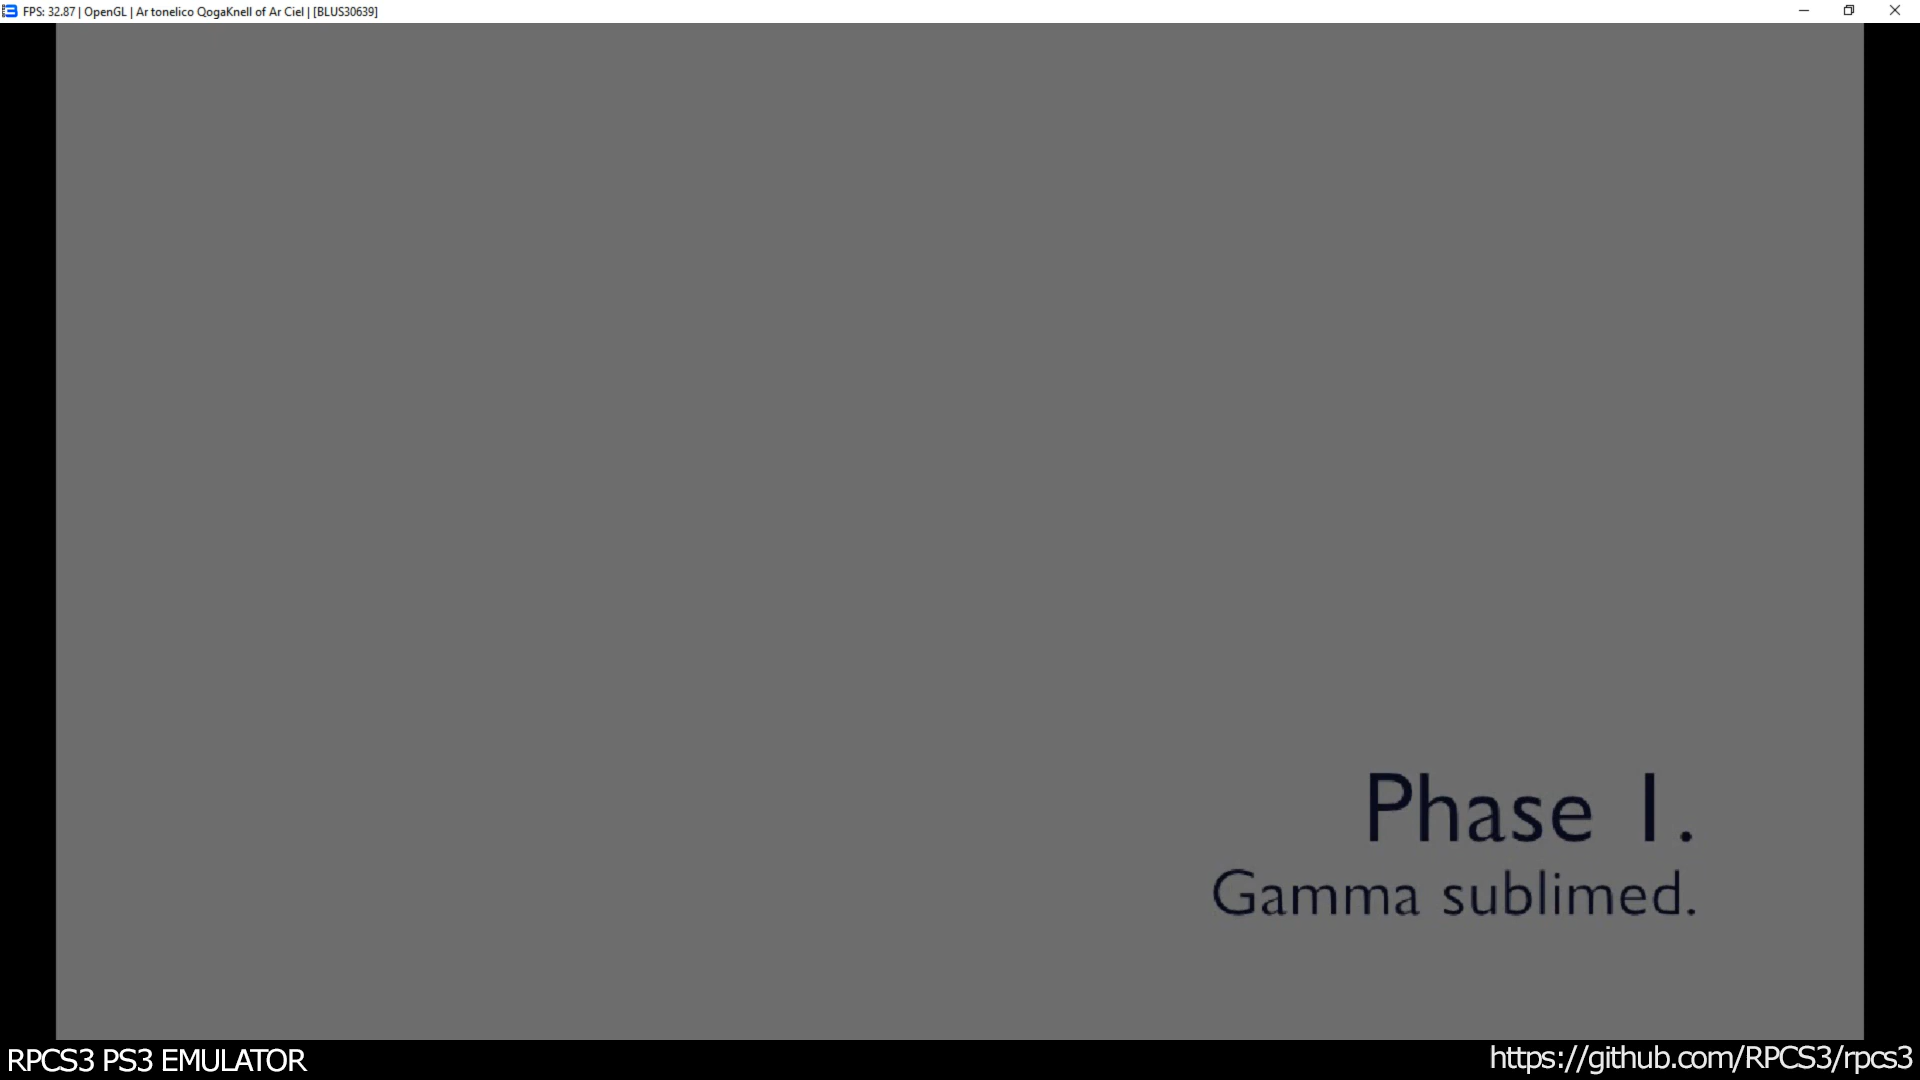 FPS: 32.87 | OpenGL | Ar tonelico QogaKnell of Ar Ciel | [BLUS30639]
Phase 1.
Gamma sublimed.
RPCS3 PS3 EMULATOR
https://github.com/RPCS3/rpcs3